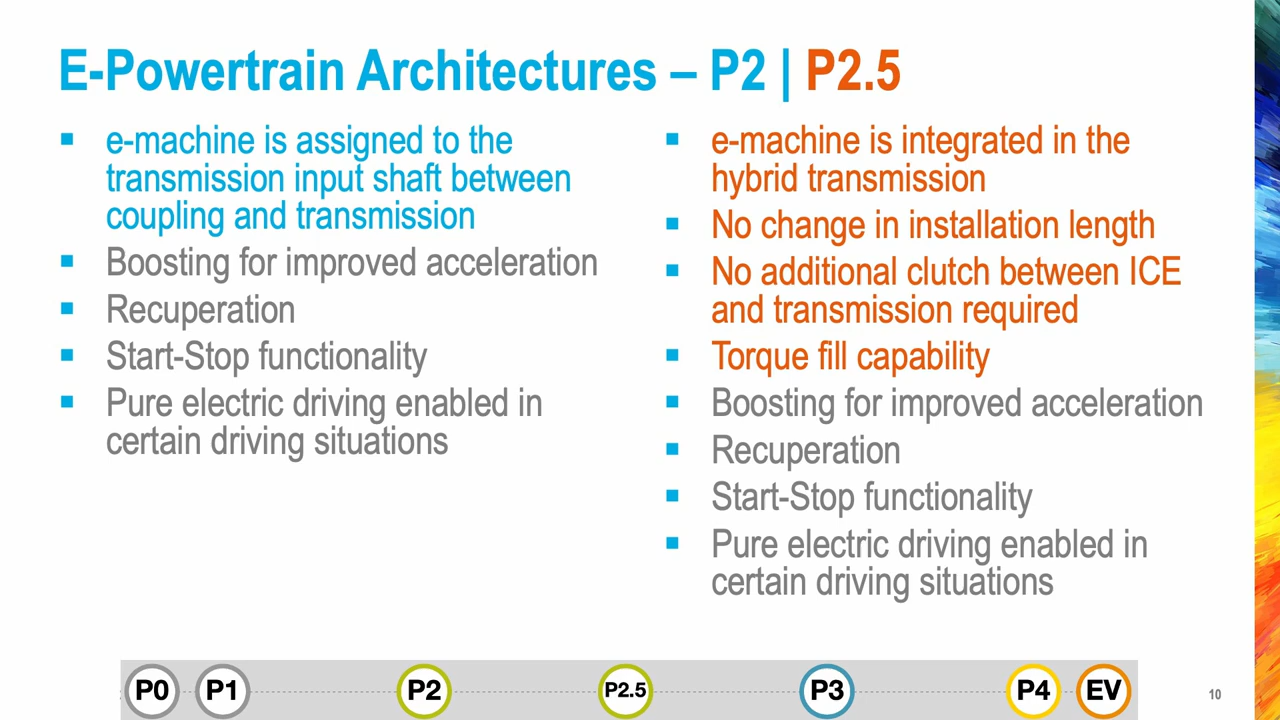 E-Powertrain Architectures – P2 | P2.5
▪ e-machine is assigned to the
transmission input shaft between
coupling and transmission
▪ Boosting for improved acceleration
▪ Recuperation
▪ Start-Stop functionality
▪ Pure electric driving enabled in
certain driving situations
▪ e-machine is integrated in the
hybrid transmission
▪ No change in installation length
▪ No additional clutch between ICE
and transmission required
▪ Torque fill capability
▪ Boosting for improved acceleration
▪ Recuperation
▪ Start-Stop functionality
▪ Pure electric driving enabled in
certain driving situations
P0 P1 P2 P2.5 P3 P4 EV
10